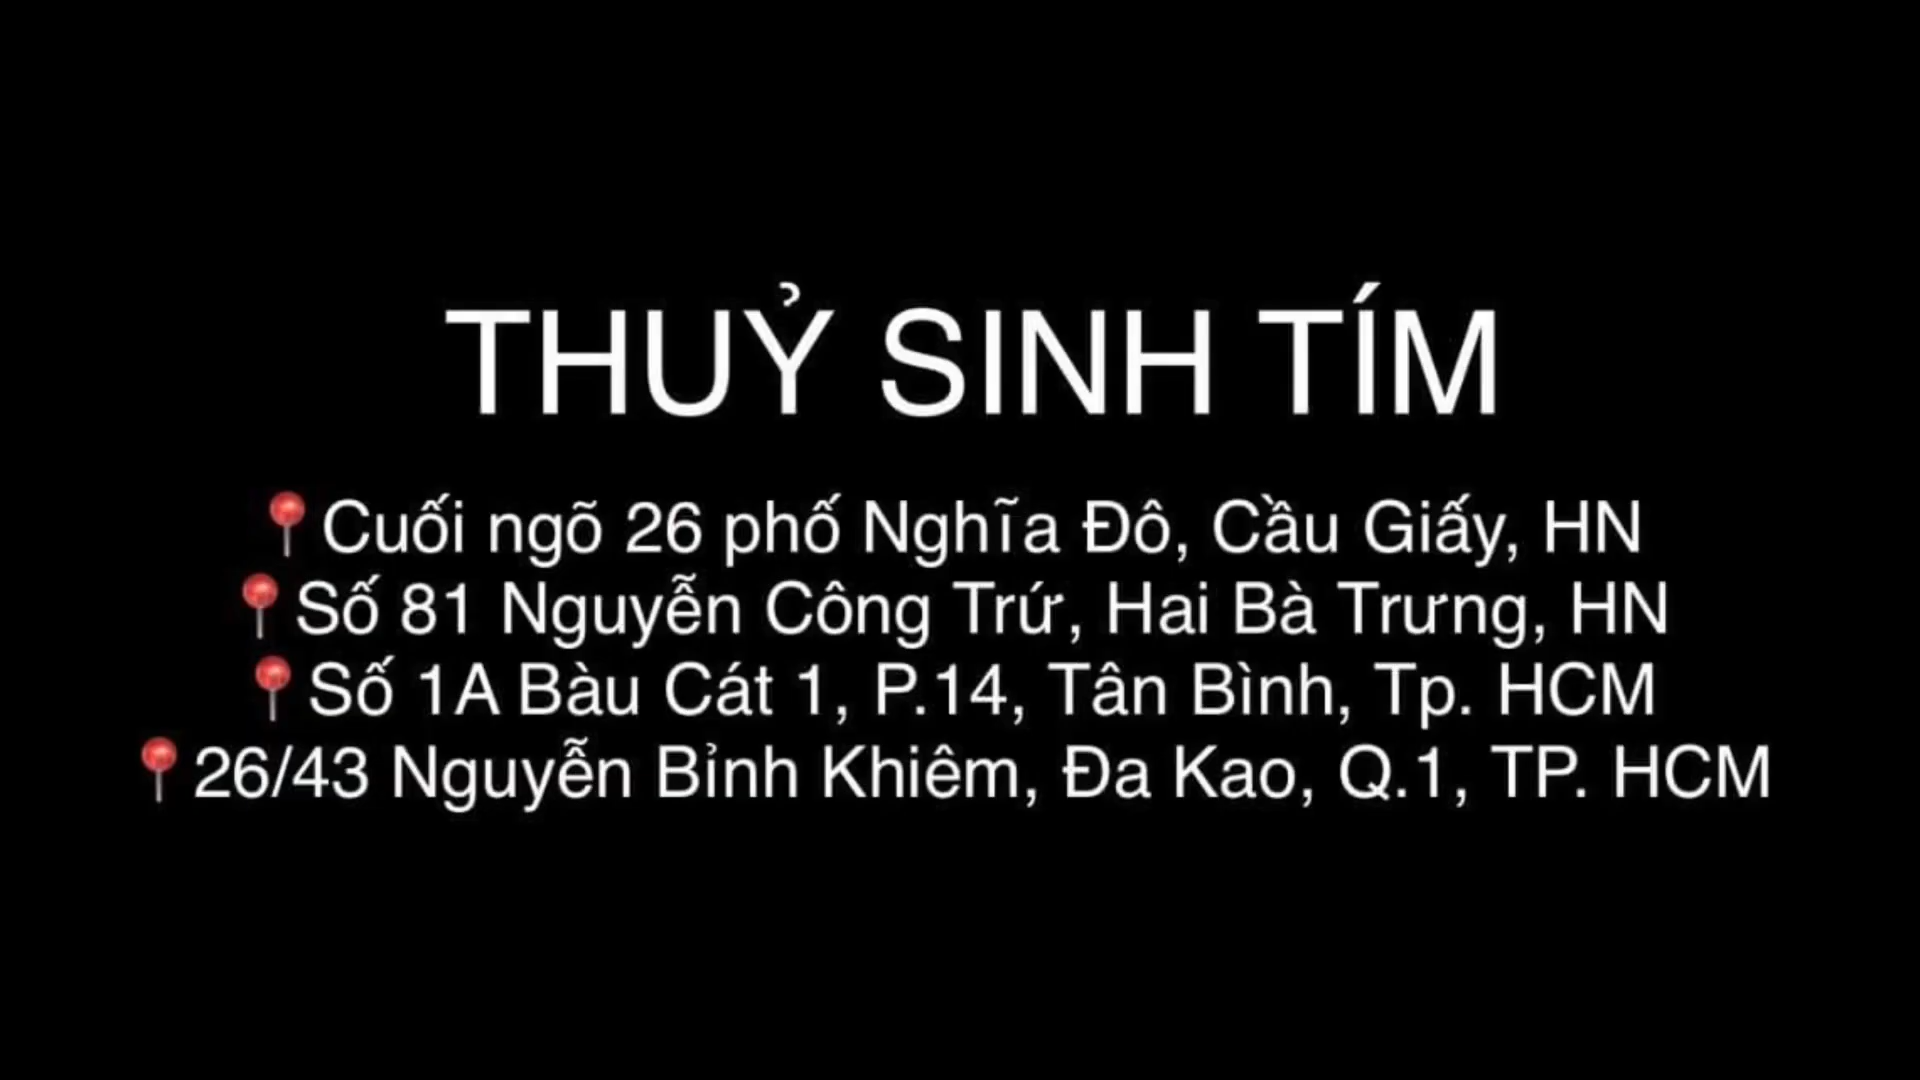 THUỶ SINH TÍM
📍Cuối ngõ 26 phố Nghĩa Đô, Cầu Giấy, HN
📍Số 81 Nguyễn Công Trứ, Hai Bà Trưng, HN
📍Số 1A Bàu Cát 1, P.14, Tân Bình, Tp. HCM
📍26/43 Nguyễn Bỉnh Khiêm, Đa Kao, Q.1, TP. HCM